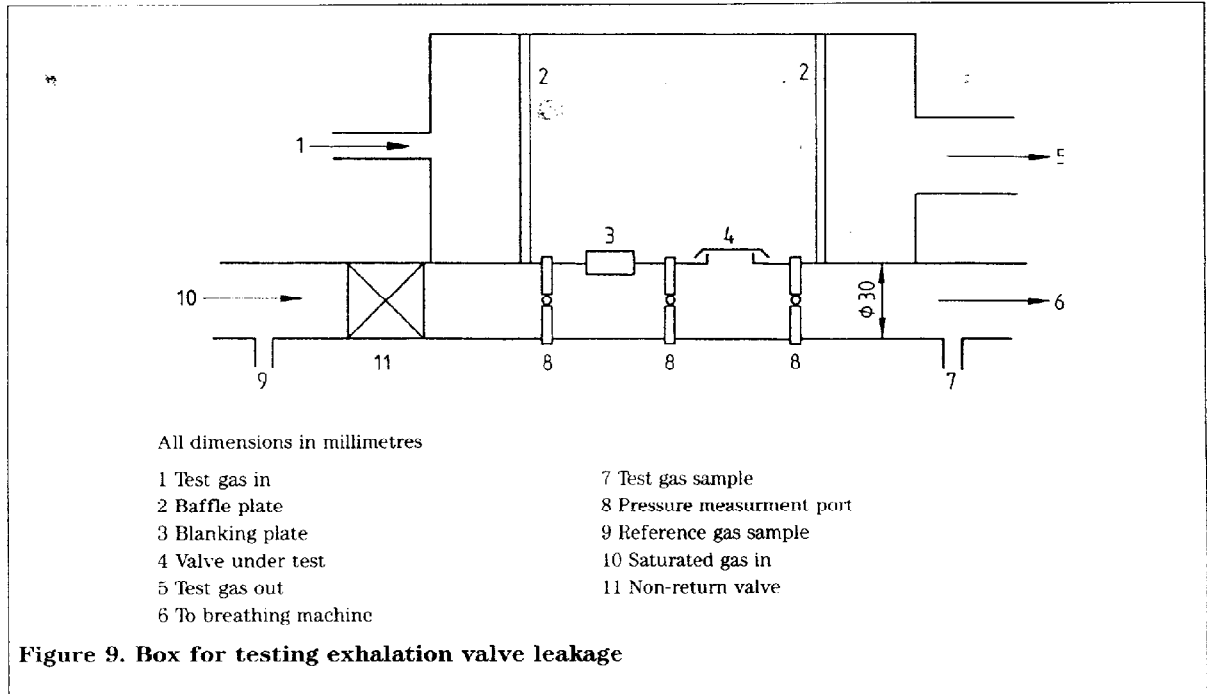 2
2
1
5
3
4
10
φ 30
6
9
11
8
8
8
7
All dimensions in millimetres
1 Test gas in
2 Baffle plate
3 Blanking plate
4 Valve under test
5 Test gas out
6 To breathing machine
7 Test gas sample
8 Pressure measurment port
9 Reference gas sample
10 Saturated gas in
11 Non-return valve
Figure 9. Box for testing exhalation valve leakage